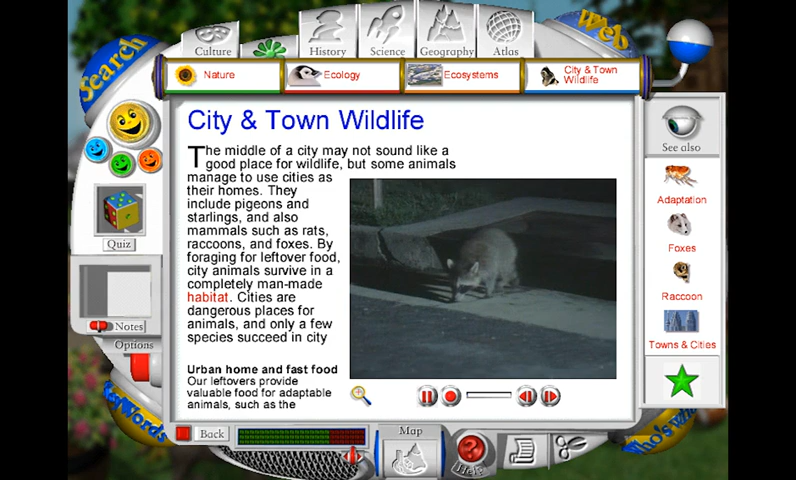 Culture
History
Science
Geography
Atlas
Search
Web
Nature
Ecology
Ecosystems
City & Town
Wildlife
City & Town Wildlife
The middle of a city may not sound like a
good place for wildlife, but some animals
manage to use cities as
their homes. They
include pigeons and
starlings, and also
mammals such as rats,
raccoons, and foxes. By
foraging for leftover food,
city animals survive in a
completely man-made
habitat. Cities are
dangerous places for
animals, and only a few
species succeed in city
Urban home and fast food
Our leftovers provide
valuable food for adaptable
animals, such as the
See also
Adaptation
Foxes
Raccoon
Towns & Cities
Quiz
Notes
Options
KeyWords
Back
Map
Help
Who's who